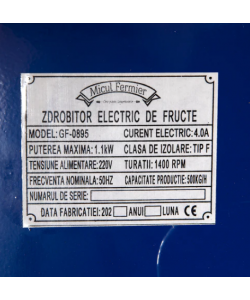 Micul Fermier
ZDROBITOR ELECTRIC DE FRUCTE
MODEL: GF-0895 CURENT ELECTRIC: 4.0A
PUTEREA MAXIMA: 1.1kW CLASA DE IZOLARE: TIP F
TENSIUNE ALIMENTARE: 220V TURATII: 1400 RPM
FRECVENTA NOMINALA: 50HZ CAPACITATE PRODUCTIE: 500KG/H
NUMARUL DE SERIE:
DATA FABRICATIEI: 202 ANUI LUNA CE